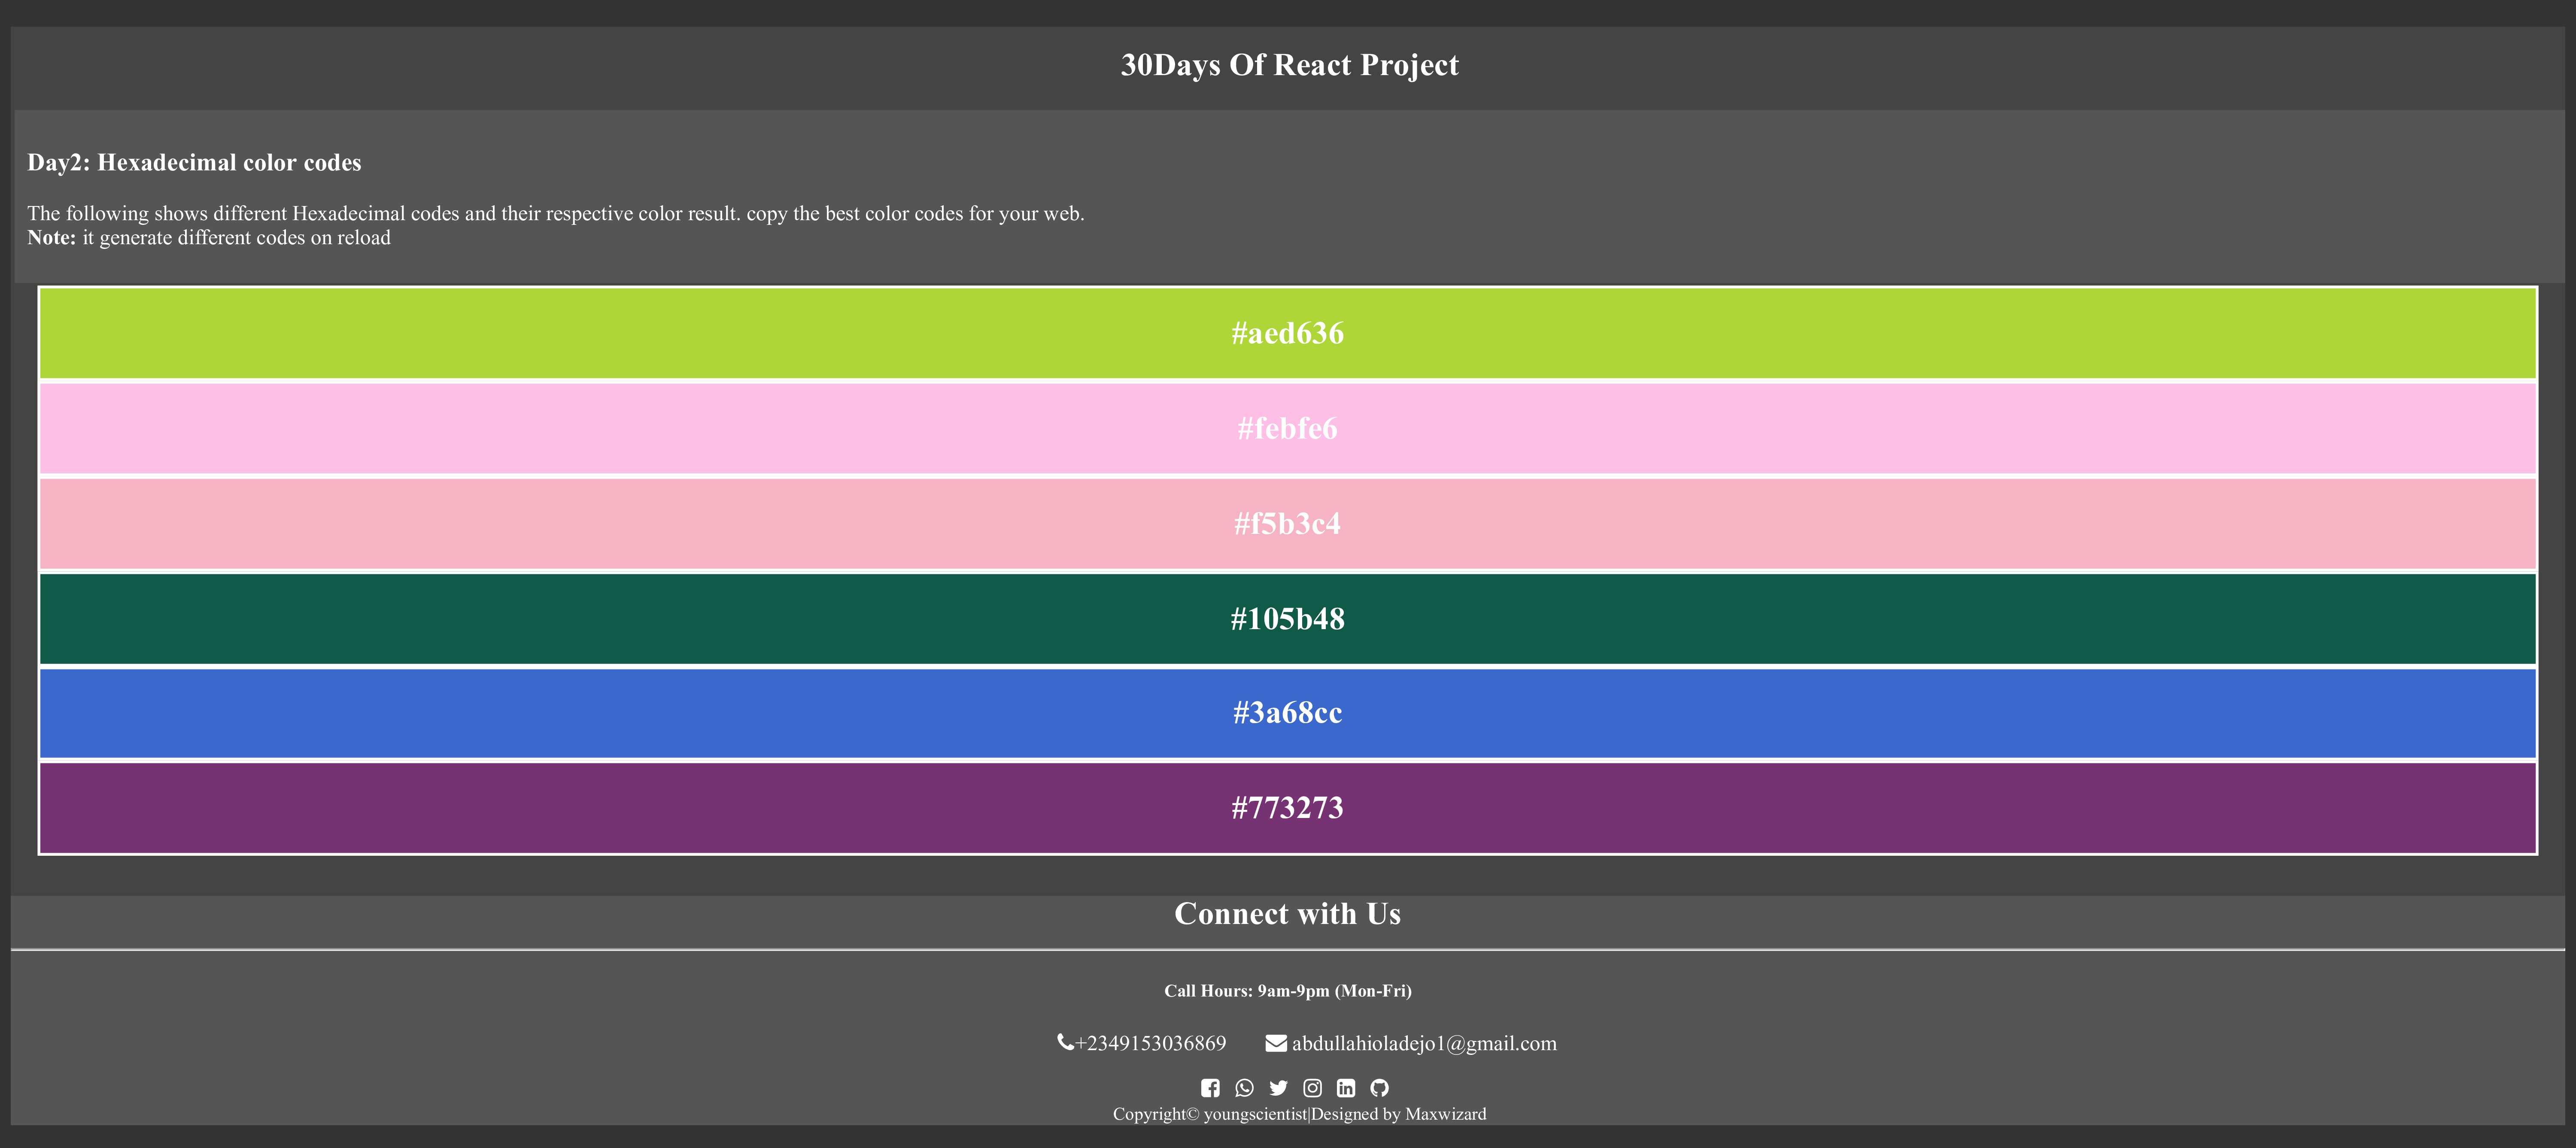 30Days Of React Project
Day2: Hexadecimal color codes
The following shows different Hexadecimal codes and their respective color result. copy the best color codes for your web.
Note: it generate different codes on reload
#aed636
#febfe6
#f5b3c4
#105b48
#3a68cc
#773273
Connect with Us
Call Hours: 9am-9pm (Mon-Fri)
+2349153036869 abdullahioladejo1@gmail.com
Copyright© youngscientist|Designed by Maxwizard